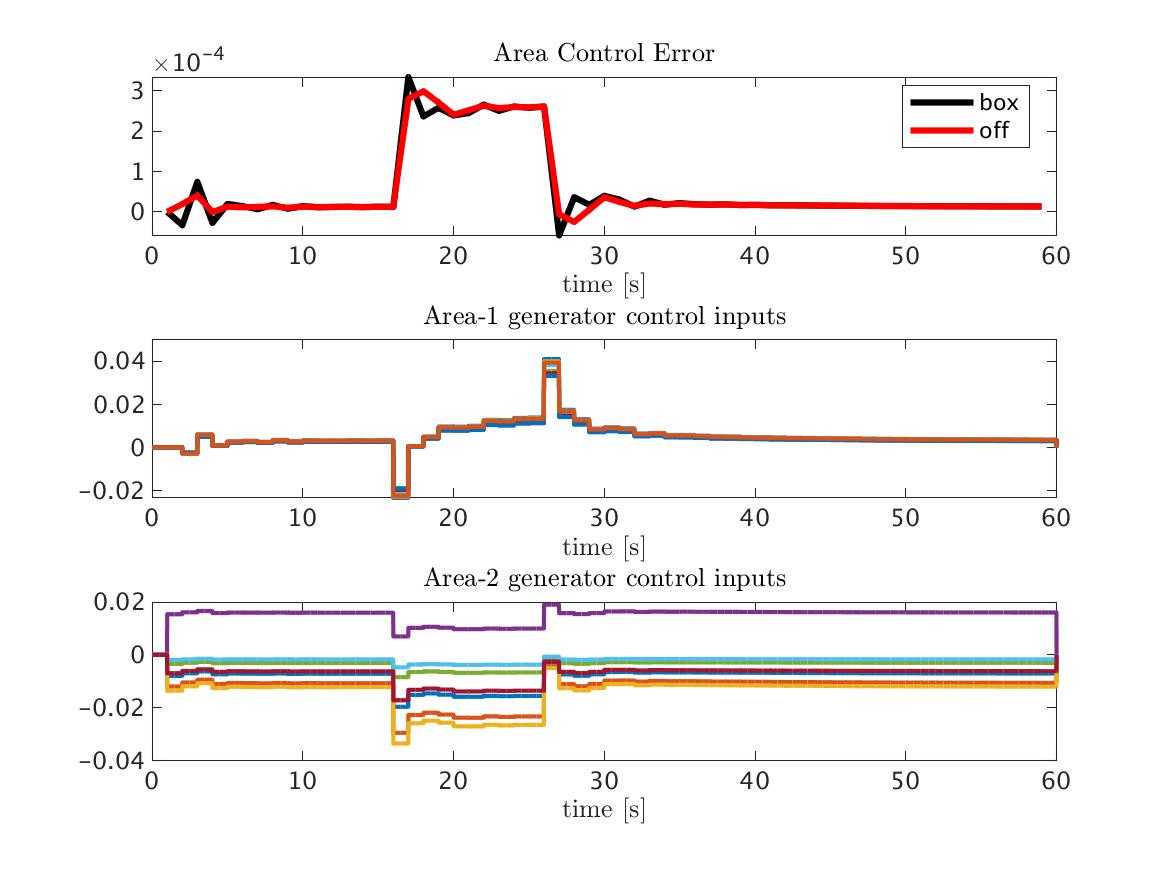 Area Control Error
×10⁻⁴
3
2
1
0
box
off
0 10 20 30 40 50 60
time [s]
Area-1 generator control inputs
0.04
0.02
0
−0.02
0 10 20 30 40 50 60
time [s]
Area-2 generator control inputs
0.02
0
−0.02
−0.04
0 10 20 30 40 50 60
time [s]